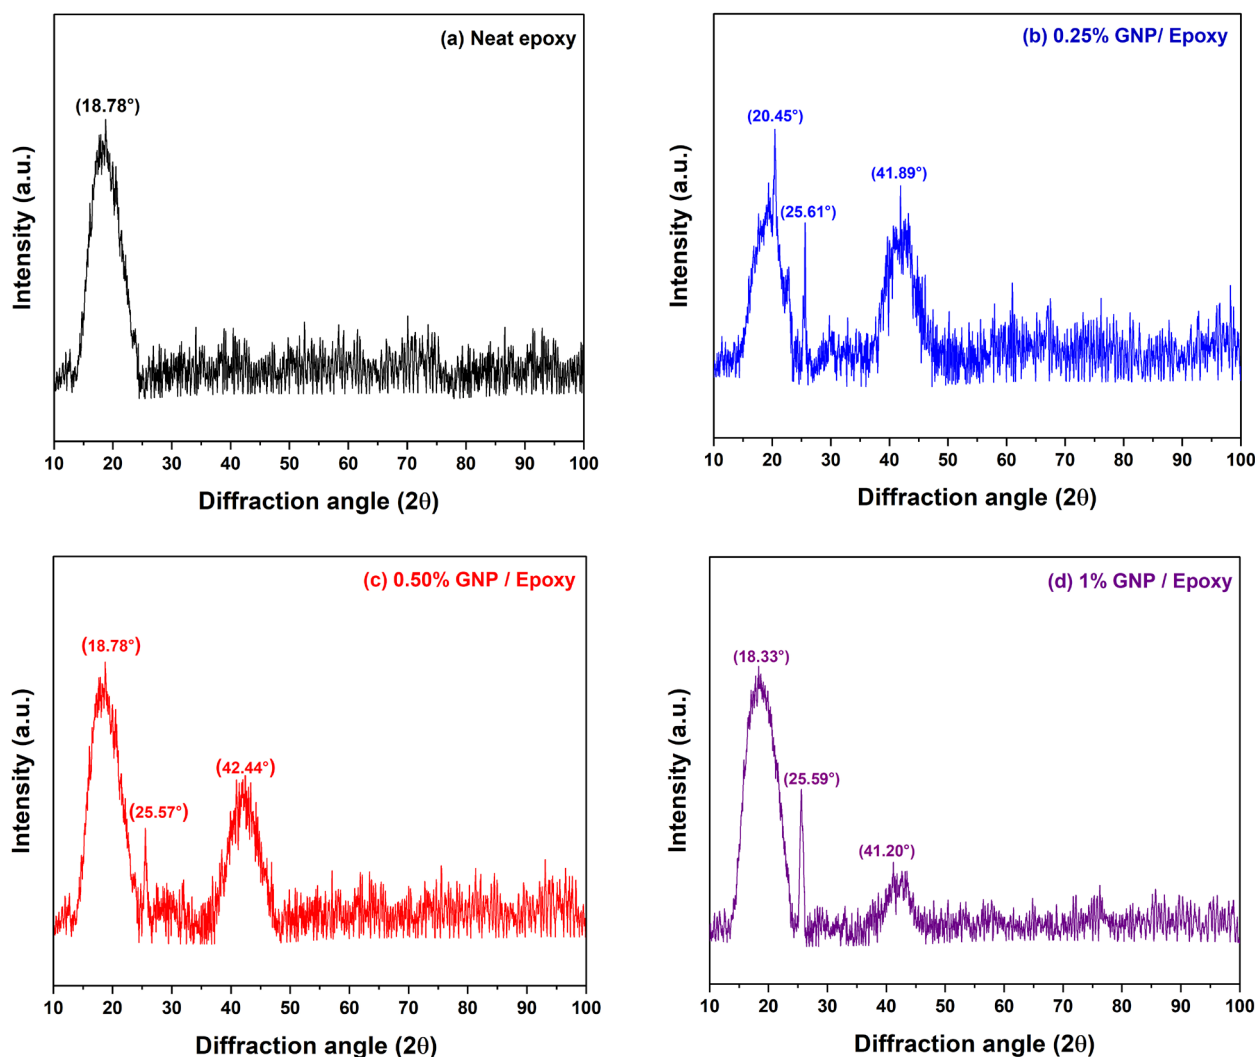 (a) Neat epoxy
(18.78°)
Intensity (a.u.)
10 20 30 40 50 60 70 80 90 100
Diffraction angle (2θ)
(b) 0.25% GNP/ Epoxy
(20.45°)
(41.89°)
(25.61°)
Intensity (a.u.)
10 20 30 40 50 60 70 80 90 100
Diffraction angle (2θ)
(c) 0.50% GNP / Epoxy
(18.78°)
(42.44°)
(25.57°)
Intensity (a.u.)
10 20 30 40 50 60 70 80 90 100
Diffraction angle (2θ)
(d) 1% GNP / Epoxy
(18.33°)
(25.59°)
(41.20°)
Intensity (a.u.)
10 20 30 40 50 60 70 80 90 100
Diffraction angle (2θ)